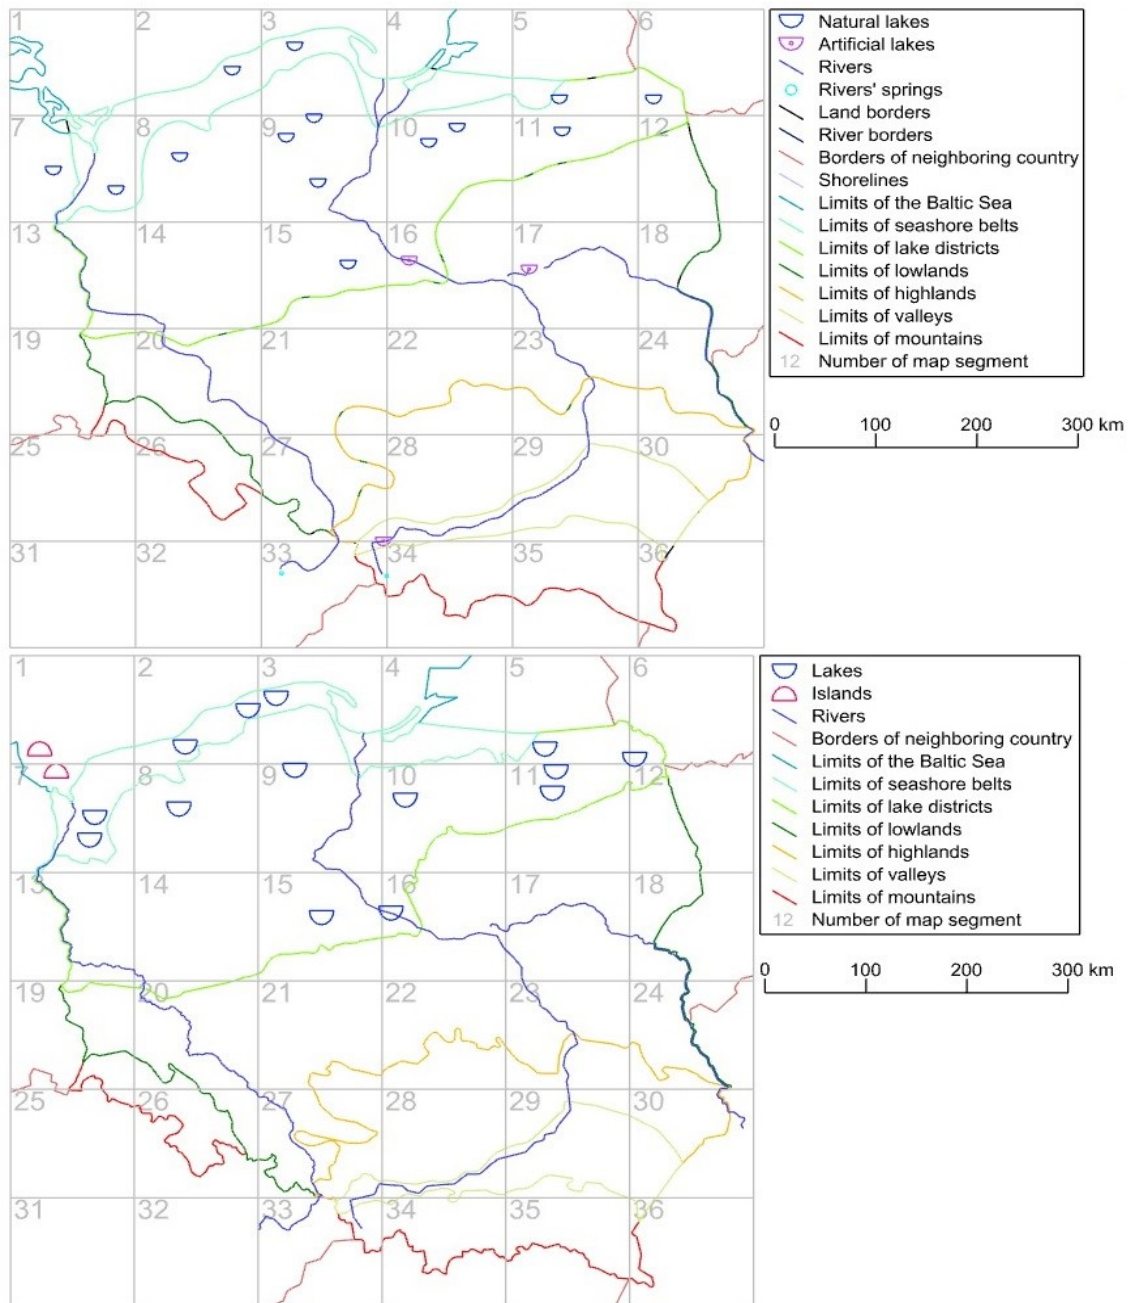 1 2 3 4 5 6
7 8 9 10 11 12
13 14 15 16 17 18
19 20 21 22 23 24
25 26 27 28 29 30
31 32 33 34 35 36
Natural lakes
Artificial lakes
Rivers
Rivers' springs
Land borders
River borders
Borders of neighboring country
Shorelines
Limits of the Baltic Sea
Limits of seashore belts
Limits of lake districts
Limits of lowlands
Limits of highlands
Limits of valleys
Limits of mountains
12 Number of map segment
0 100 200 300 km
1 2 3 4 5 6
7 8 9 10 11 12
13 14 15 16 17 18
19 20 21 22 23 24
25 26 27 28 29 30
31 32 33 34 35 36
Lakes
Islands
Rivers
Borders of neighboring country
Limits of the Baltic Sea
Limits of seashore belts
Limits of lake districts
Limits of lowlands
Limits of highlands
Limits of valleys
Limits of mountains
12 Number of map segment
0 100 200 300 km